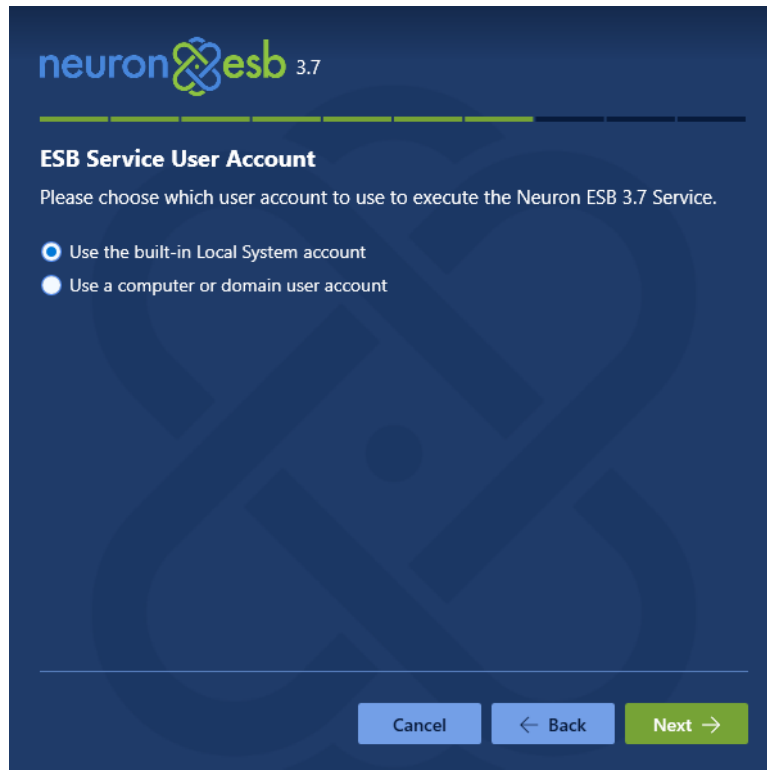 neuron esb 3.7
ESB Service User Account
Please choose which user account to use to execute the Neuron ESB 3.7 Service.
Use the built-in Local System account
Use a computer or domain user account
Cancel
← Back
Next →